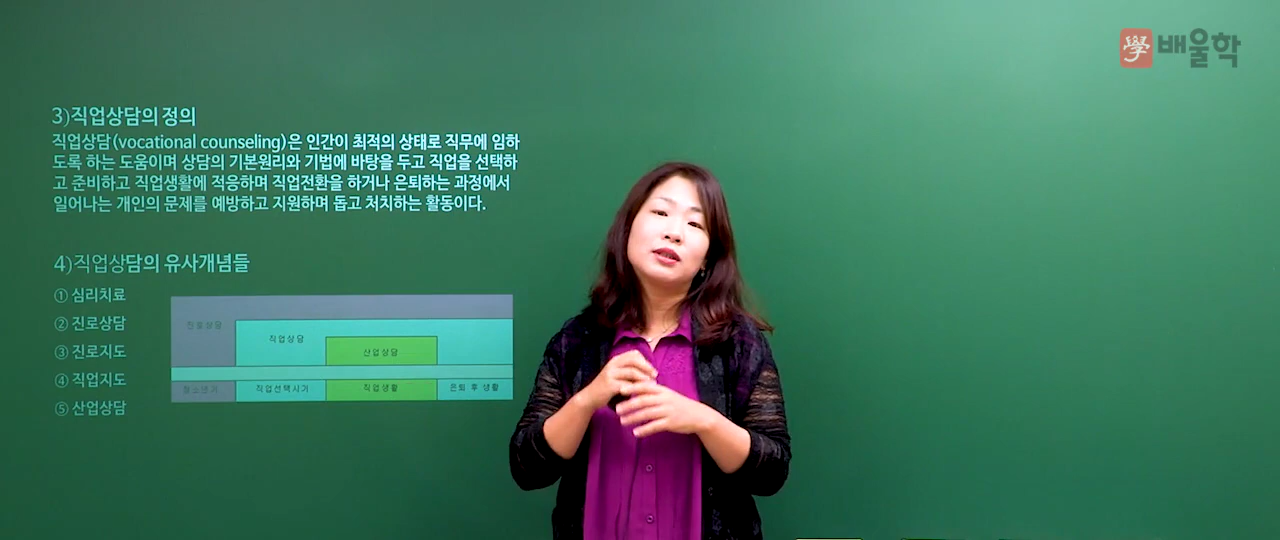 學 배울학
3)직업상담의 정의
직업상담(vocational counseling)은 인간이 최적의 상태로 직무에 임하
도록 하는 도움이며 상담의 기본원리와 기법에 바탕을 두고 직업을 선택하
고 준비하고 직업생활에 적응하며 직업전환을 하거나 은퇴하는 과정에서
일어나는 개인의 문제를 예방하고 지원하며 돕고 처치하는 활동이다.
4)직업상담의 유사개념들
① 심리치료
② 진로상담
③ 진로지도
④ 직업지도
⑤ 산업상담
진로상담
직업상담
산업상담
청소년기 직업선택시기 직업생활 은퇴 후 생활